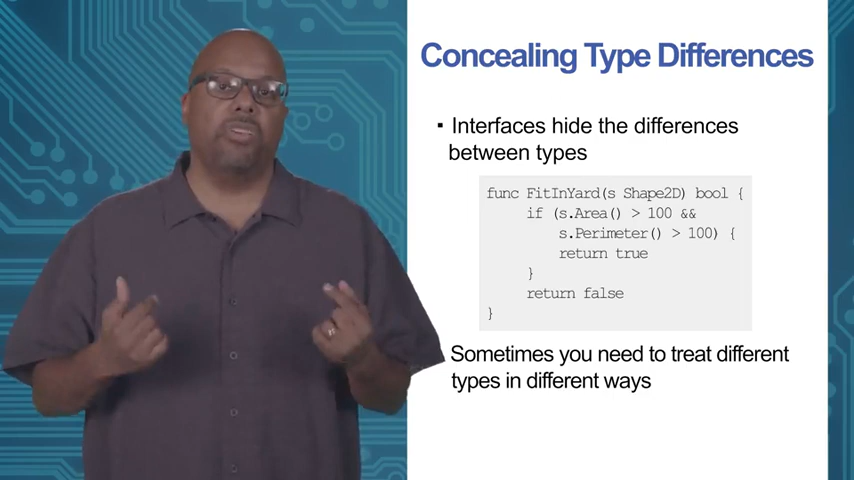 Concealing Type Differences
▪ Interfaces hide the differences
between types
func FitInYard(s Shape2D) bool {
if (s.Area() > 100 &&
s.Perimeter() > 100) {
return true
}
return false
}
Sometimes you need to treat different
types in different ways